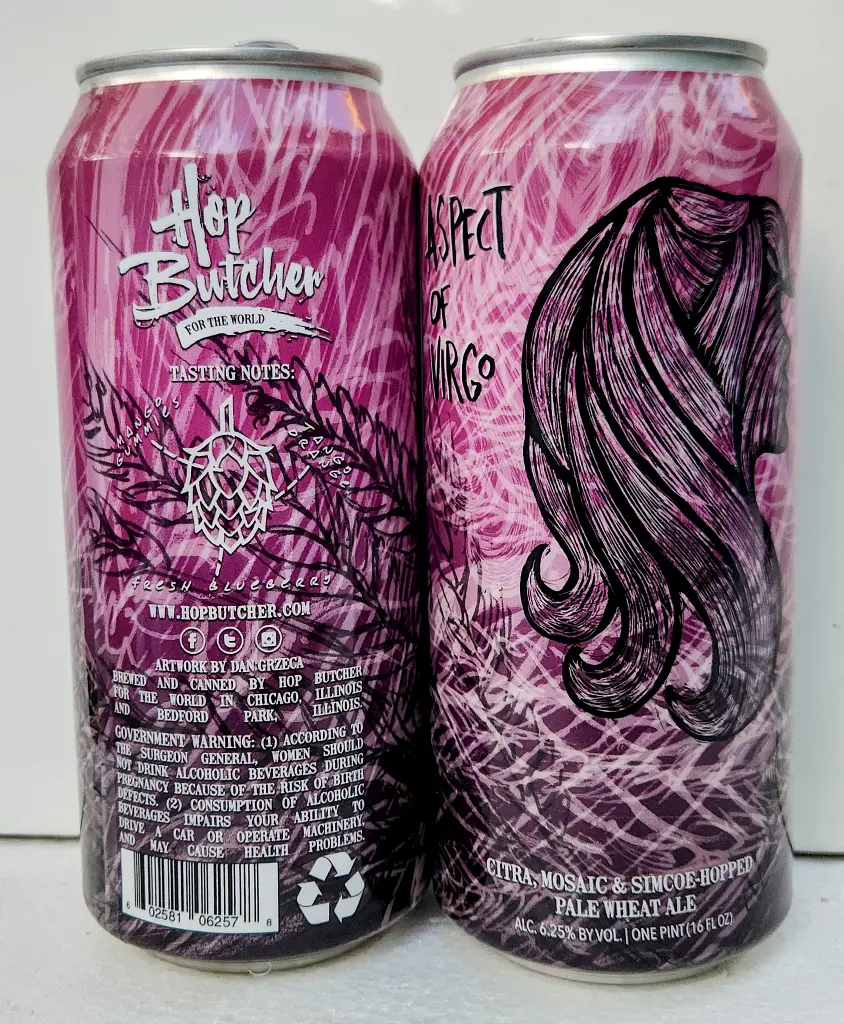 Hop
Butcher
FOR THE WORLD
TASTING NOTES:
MANGO
GUMMIES
TANGO
ORANGE
FRESH BLUEBERRY
WWW.HOPBUTCHER.COM
ARTWORK BY DAN GRZECA
BREWED AND CANNED BY HOP BUTCHER
FOR THE WORLD IN CHICAGO, ILLINOIS
AND BEDFORD PARK, ILLINOIS.
GOVERNMENT WARNING: (1) ACCORDING TO
THE SURGEON GENERAL, WOMEN SHOULD
NOT DRINK ALCOHOLIC BEVERAGES DURING
PREGNANCY BECAUSE OF THE RISK OF BIRTH
DEFECTS. (2) CONSUMPTION OF ALCOHOLIC
BEVERAGES IMPAIRS YOUR ABILITY TO
DRIVE A CAR OR OPERATE MACHINERY,
AND MAY CAUSE HEALTH PROBLEMS.
6 02581 06257 8
ASPECT
OF
VIRGO
CITRA, MOSAIC & SIMCOE-HOPPED
PALE WHEAT ALE
ALC. 6.25% BY VOL. | ONE PINT (16 FL OZ)